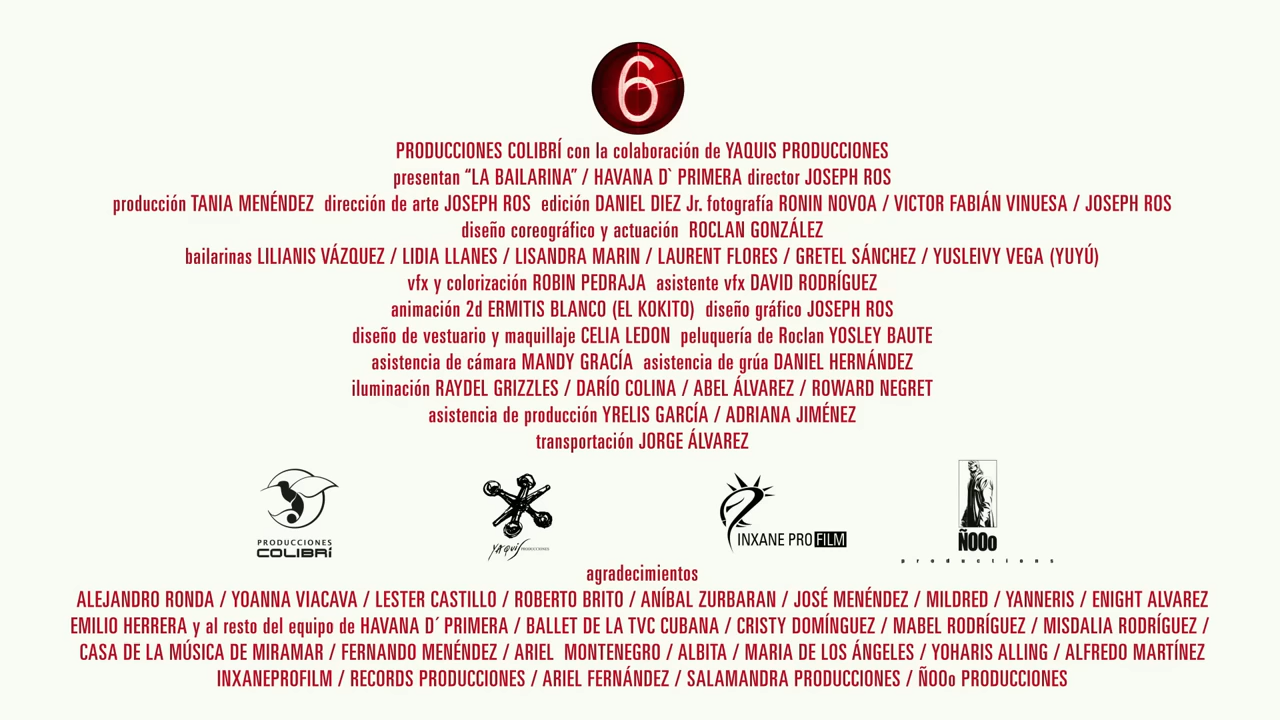 6
PRODUCCIONES COLIBRÍ con la colaboración de YAQUIS PRODUCCIONES
presentan “LA BAILARINA” / HAVANA D` PRIMERA director JOSEPH ROS
producción TANIA MENÉNDEZ dirección de arte JOSEPH ROS edición DANIEL DIEZ Jr. fotografía RONIN NOVOA / VICTOR FABIÁN VINUESA / JOSEPH ROS
diseño coreográfico y actuación ROCLAN GONZÁLEZ
bailarinas LILIANIS VÁZQUEZ / LIDIA LLANES / LISANDRA MARIN / LAURENT FLORES / GRETEL SÁNCHEZ / YUSLEIVY VEGA (YUYÚ)
vfx y colorización ROBIN PEDRAJA asistente vfx DAVID RODRÍGUEZ
animación 2d ERMITIS BLANCO (EL KOKITO) diseño gráfico JOSEPH ROS
diseño de vestuario y maquillaje CELIA LEDON peluquería de Roclan YOSLEY BAUTE
asistencia de cámara MANDY GRACÍA asistencia de grúa DANIEL HERNÁNDEZ
iluminación RAYDEL GRIZZLES / DARÍO COLINA / ABEL ÁLVAREZ / ROWARD NEGRET
asistencia de producción YRELIS GARCÍA / ADRIANA JIMÉNEZ
transportación JORGE ÁLVAREZ
PRODUCCIONES
COLIBRÍ
YAQUIS PRODUCCIONES
INXANE PRO FILM
ÑOOo
productions
agradecimientos
ALEJANDRO RONDA / YOANNA VIACAVA / LESTER CASTILLO / ROBERTO BRITO / ANÍBAL ZURBARAN / JOSÉ MENÉNDEZ / MILDRED / YANNERIS / ENIGHT ALVAREZ
EMILIO HERRERA y al resto del equipo de HAVANA D´ PRIMERA / BALLET DE LA TVC CUBANA / CRISTY DOMÍNGUEZ / MABEL RODRÍGUEZ / MISDALIA RODRÍGUEZ /
CASA DE LA MÚSICA DE MIRAMAR / FERNANDO MENÉNDEZ / ARIEL MONTENEGRO / ALBITA / MARIA DE LOS ÁNGELES / YOHARIS ALLING / ALFREDO MARTÍNEZ
INXANEPROFILM / RECORDS PRODUCCIONES / ARIEL FERNÁNDEZ / SALAMANDRA PRODUCCIONES / ÑOOo PRODUCCIONES